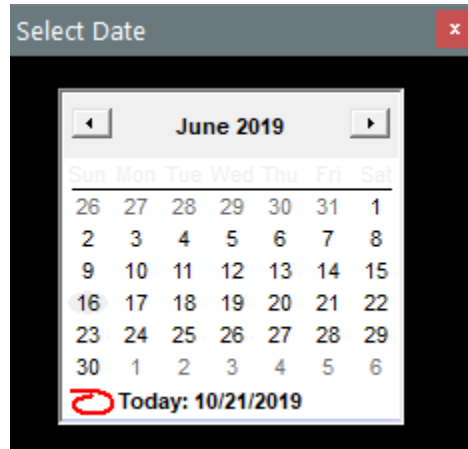 Select Date x
June 2019
Sun Mon Tue Wed Thu Fri Sat
26 27 28 29 30 31 1
2 3 4 5 6 7 8
9 10 11 12 13 14 15
16 17 18 19 20 21 22
23 24 25 26 27 28 29
30 1 2 3 4 5 6
Today: 10/21/2019